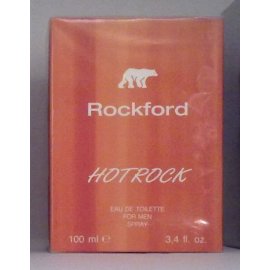 Rockford
HOTROCK
EAU DE TOILETTE
FOR MEN
SPRAY
100 ml ℮ 3,4 fl. oz.